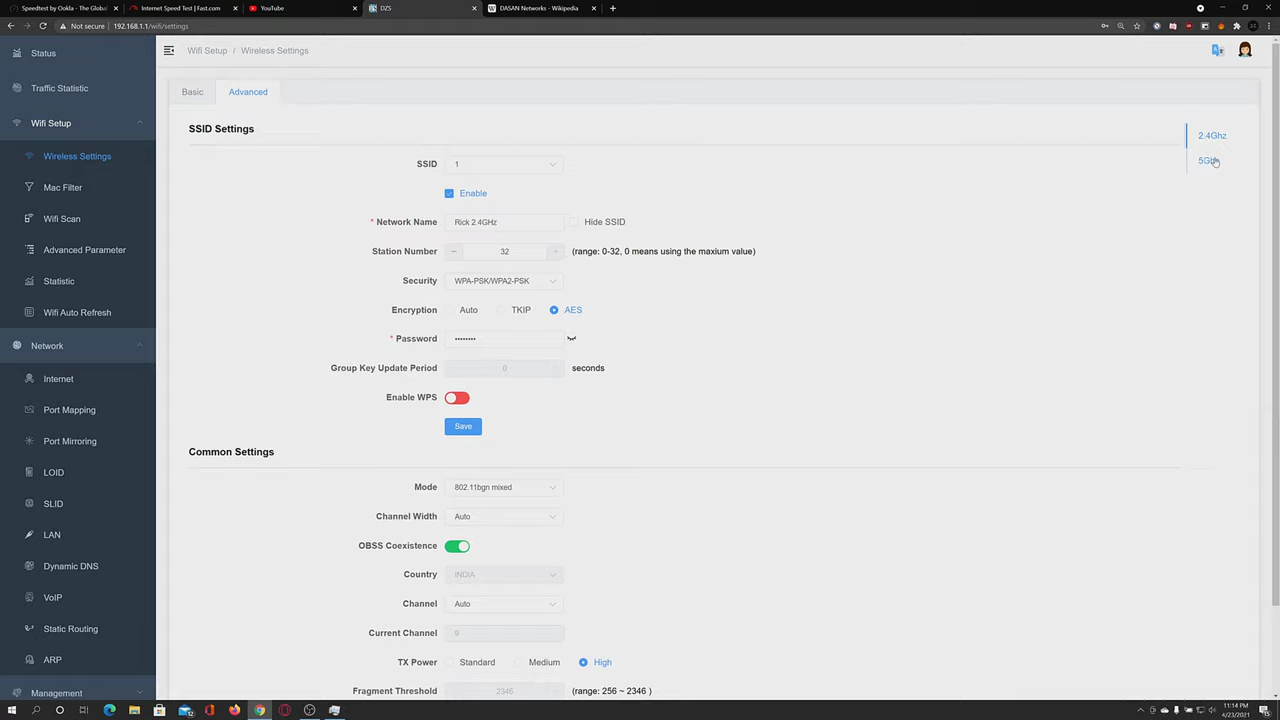 Speedtest by Ookla - The Global
Internet Speed Test | Fast.com
YouTube
DZS
DASAN Networks - Wikipedia
Not secure
192.168.1.1/wifi/settings
Status
Traffic Statistic
Wifi Setup
Wireless Settings
Mac Filter
Wifi Scan
Advanced Parameter
Statistic
Wifi Auto Refresh
Network
Internet
Port Mapping
Port Mirroring
LOID
SLID
LAN
Dynamic DNS
VoIP
Static Routing
ARP
Management
Wifi Setup / Wireless Settings
Basic
Advanced
SSID Settings
2.4Ghz
SSID 1
Enable
* Network Name Rick 2.4GHz Hide SSID
Station Number 32 (range: 0-32, 0 means using the maxium value)
Security WPA-PSK/WPA2-PSK
Encryption Auto TKIP AES
* Password ••••••••
Group Key Update Period 0 seconds
Enable WPS
Save
Common Settings
Mode 802.11bgn mixed
Channel Width Auto
OBSS Coexistence
Country INDIA
Channel Auto
Current Channel 9
TX Power Standard Medium High
Fragment Threshold 2346 (range: 256 ~ 2346 )
11:14 PM
4/23/2021